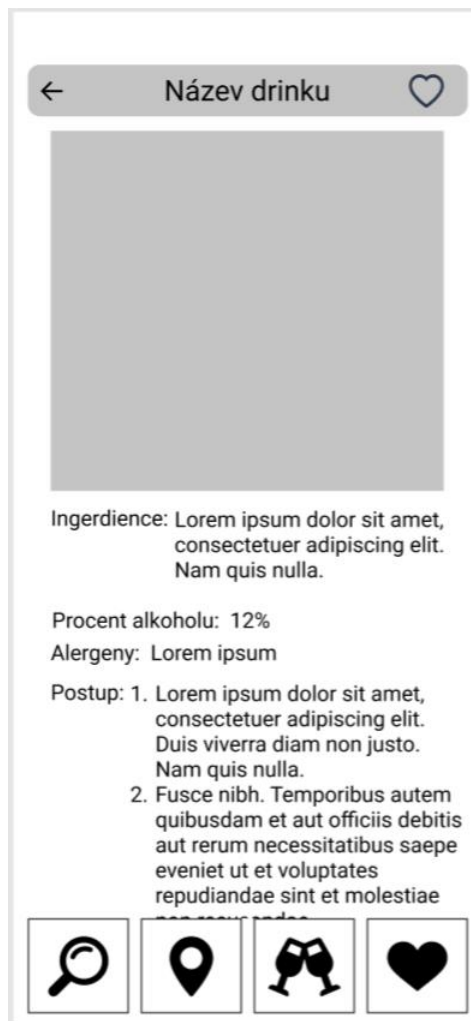 Název drinku
Ingerdience: Lorem ipsum dolor sit amet,
consectetuer adipiscing elit.
Nam quis nulla.
Procent alkoholu: 12%
Alergeny: Lorem ipsum
Postup: 1. Lorem ipsum dolor sit amet,
consectetuer adipiscing elit.
Duis viverra diam non justo.
Nam quis nulla.
2. Fusce nibh. Temporibus autem
quibusdam et aut officiis debitis
aut rerum necessitatibus saepe
eveniet ut et voluptates
repudiandae sint et molestiae